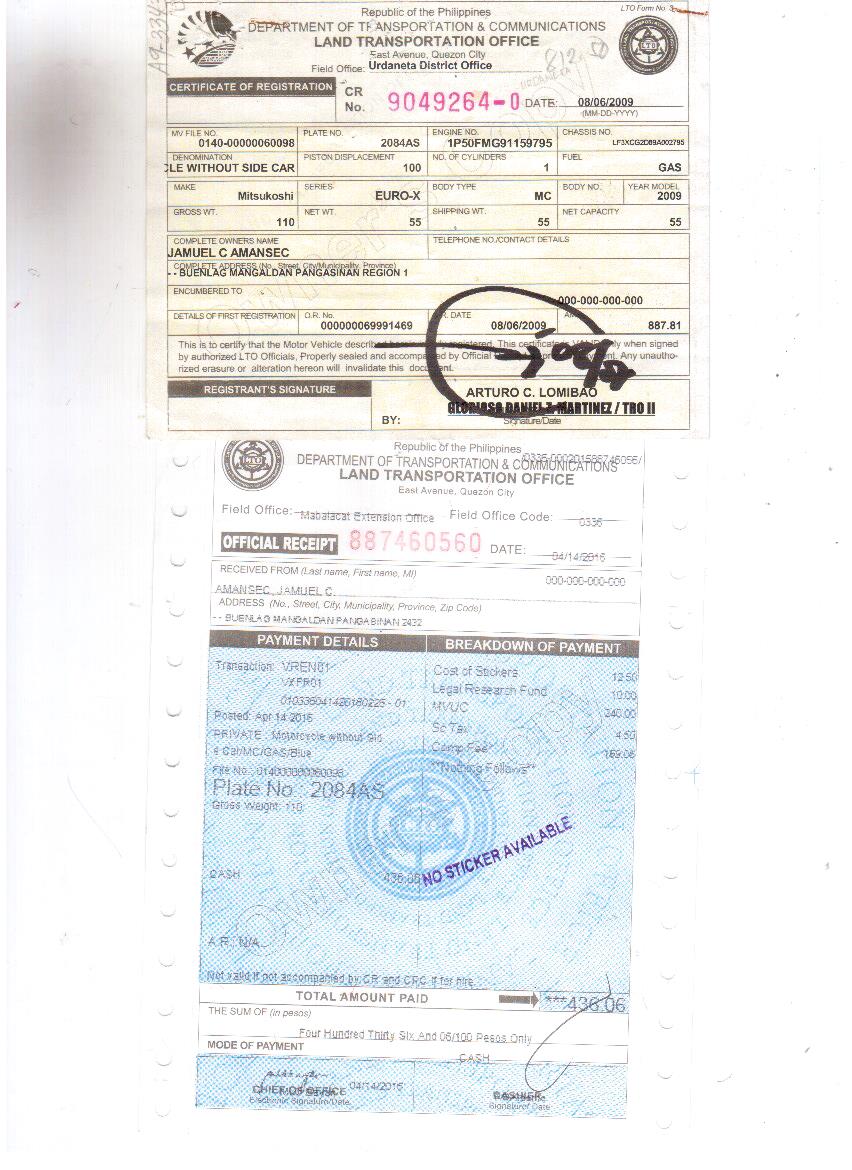 Republic of the Philippines
LTO Form No. 3
DEPARTMENT OF TRANSPORTATION & COMMUNICATIONS
LAND TRANSPORTATION OFFICE
East Avenue, Quezon City
Field Office: Urdaneta District Office
812.50
CERTIFICATE OF REGISTRATION
CR No. 9049264-0 DATE: 08/06/2009
(MM-DD-YYYY)
MV FILE NO. PLATE NO. ENGINE NO. CHASSIS NO.
0140-00000060098 2084AS 1P50FMG91159795 LF3XCG2D89A002795
DENOMINATION PISTON DISPLACEMENT NO. OF CYLINDERS FUEL
CLE WITHOUT SIDE CAR 100 1 GAS
MAKE SERIES BODY TYPE BODY NO. YEAR MODEL
Mitsukoshi EURO-X MC 2009
GROSS WT. NET WT. SHIPPING WT. NET CAPACITY
110 55 55 55
COMPLETE OWNERS NAME TELEPHONE NO./CONTACT DETAILS
JAMUEL C AMANSEC
COMPLETE ADDRESS (No., Street, City/Municipality, Province)
- - BUENLAG MANGALDAN PANGASINAN REGION 1
ENCUMBERED TO
000-000-000-000
DETAILS OF FIRST REGISTRATION O.R. No. DATE
000000069991469 08/06/2009 887.81
This is to certify that the Motor Vehicle described registered. This certificate is VALID only when signed
by authorized LTO Officials, Properly sealed and accompanied by Official payment. Any unautho-
rized erasure or alteration hereon will invalidate this document.
REGISTRANT'S SIGNATURE
ARTURO C. LOMIBAO
BY: GLORIOSO DANIEL Z. MARTINEZ / TRO II
Signature/Date
Republic of the Philippines
DEPARTMENT OF TRANSPORTATION & COMMUNICATIONS
LAND TRANSPORTATION OFFICE
East Avenue, Quezon City
Field Office: Mabalacat Extension Office Field Office Code: 0336
OFFICIAL RECEIPT 887460560 DATE: 04/14/2016
RECEIVED FROM (Last name, First name, MI) 000-000-000-000
AMANSEC, JAMUEL C.
ADDRESS (No., Street, City, Municipality, Province, Zip Code)
- - BUENLAG MANGALDAN PANGASINAN 2432
PAYMENT DETAILS BREAKDOWN OF PAYMENT
Transaction: VREN01 Cost of Stickers 12.50
VXFR01 Legal Research Fund 10.00
MVUC 240.00
Posted: Apr 14 2016 Sc Tax 4.50
PRIVATE : Motorcycle without Sid Comp Fee 169.06
e Car/MC/GAS/Blue **Nothing Follows**
File No.: 014000000060098
Plate No : 2084AS
Gross Weight: 110
NO STICKER AVAILABLE
CASH 436.06
A.R.: N/A
Not valid if not accompanied by CR and CPC if for hire
TOTAL AMOUNT PAID ***436.06
THE SUM OF (in pesos)
Four Hundred Thirty Six And 06/100 Pesos Only
MODE OF PAYMENT
CASH
04/14/2016
CHIEF OF OFFICE CASHIER
Electronic Signature/Date Signature/ Date